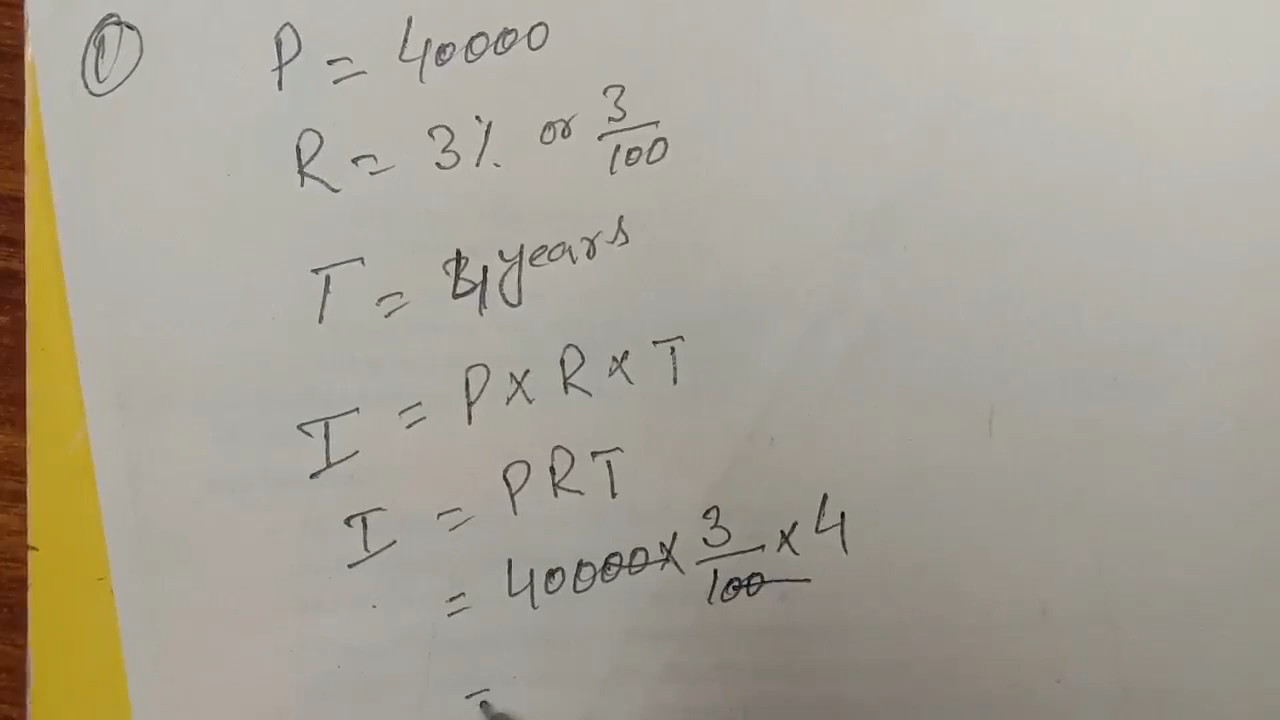 1
P = 40000
R = 3% or 3/100
T = 4 years
I = P x R x T
I = PRT
= 40000 x 3/100 x 4